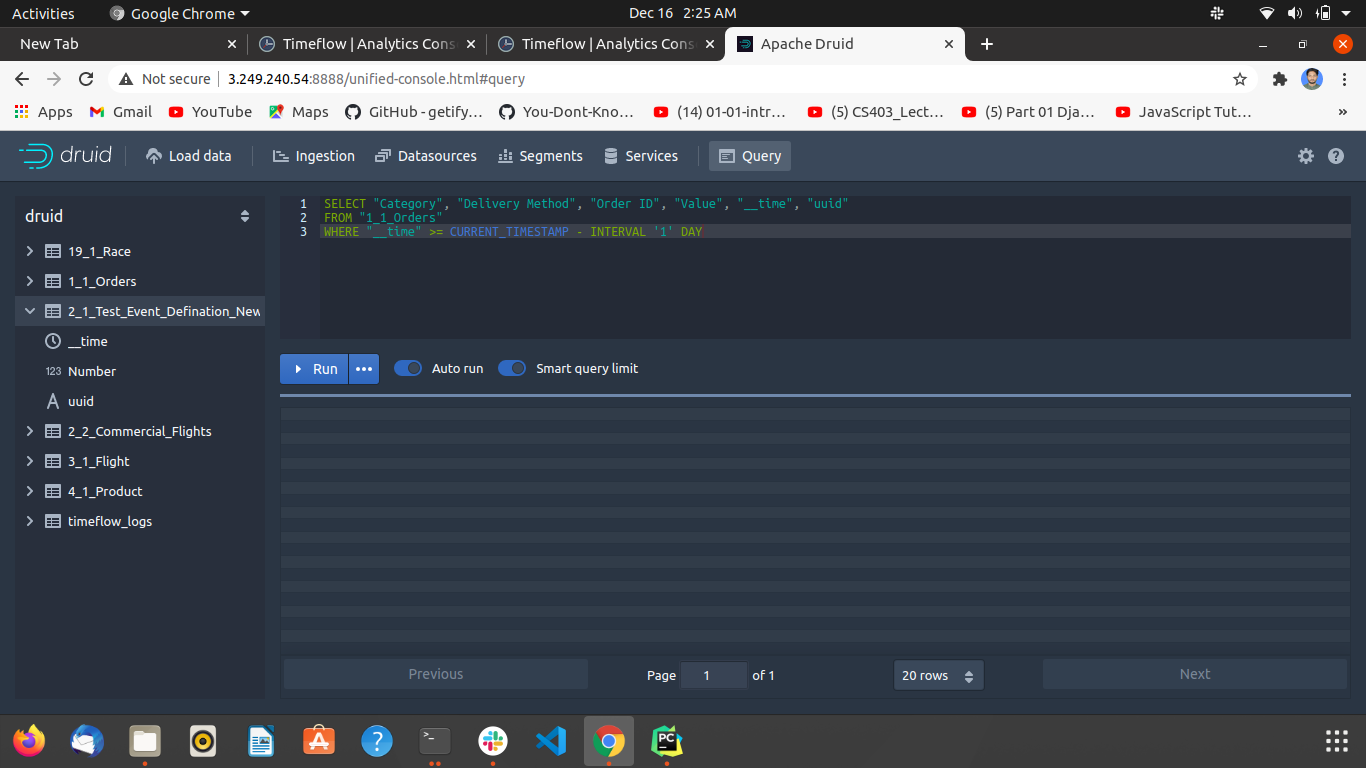 Activities Google Chrome Dec 16 2:25 AM
New Tab Timeflow | Analytics Cons Timeflow | Analytics Cons Apache Druid
Not secure 3.249.240.54:8888/unified-console.html#query
Apps Gmail YouTube Maps GitHub - getify... You-Dont-Kno... (14) 01-01-intr... (5) CS403_Lect... (5) Part 01 Dja... JavaScript Tut... »
druid Load data Ingestion Datasources Segments Services Query
druid
1 SELECT "Category", "Delivery Method", "Order ID", "Value", "__time", "uuid"
2 FROM "1_1_Orders"
3 WHERE "__time" >= CURRENT_TIMESTAMP - INTERVAL '1' DAY
19_1_Race
1_1_Orders
2_1_Test_Event_Defination_New
__time
123 Number
A uuid
2_2_Commercial_Flights
3_1_Flight
4_1_Product
timeflow_logs
Run ••• Auto run Smart query limit
Previous Page 1 of 1 20 rows Next